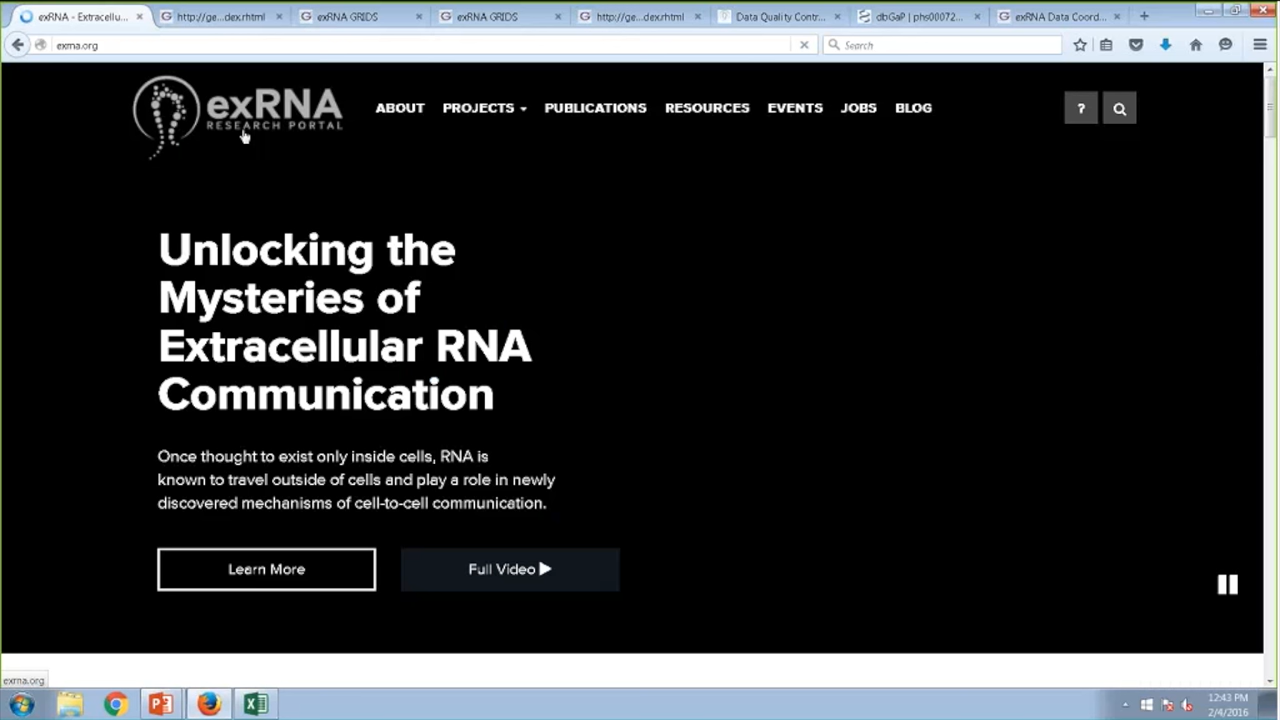 exRNA - Extracellu...
http://ge...dex.rhtml
exRNA GRIDS
exRNA GRIDS
http://ge...dex.rhtml
Data Quality Contr...
dbGaP | phs00072...
exRNA Data Coord...
exrna.org
Search
exRNA
RESEARCH PORTAL
ABOUT
PROJECTS
PUBLICATIONS
RESOURCES
EVENTS
JOBS
BLOG
?
Unlocking the
Mysteries of
Extracellular RNA
Communication
Once thought to exist only inside cells, RNA is
known to travel outside of cells and play a role in newly
discovered mechanisms of cell-to-cell communication.
Learn More
Full Video
exrna.org
12:43 PM
2/4/2016